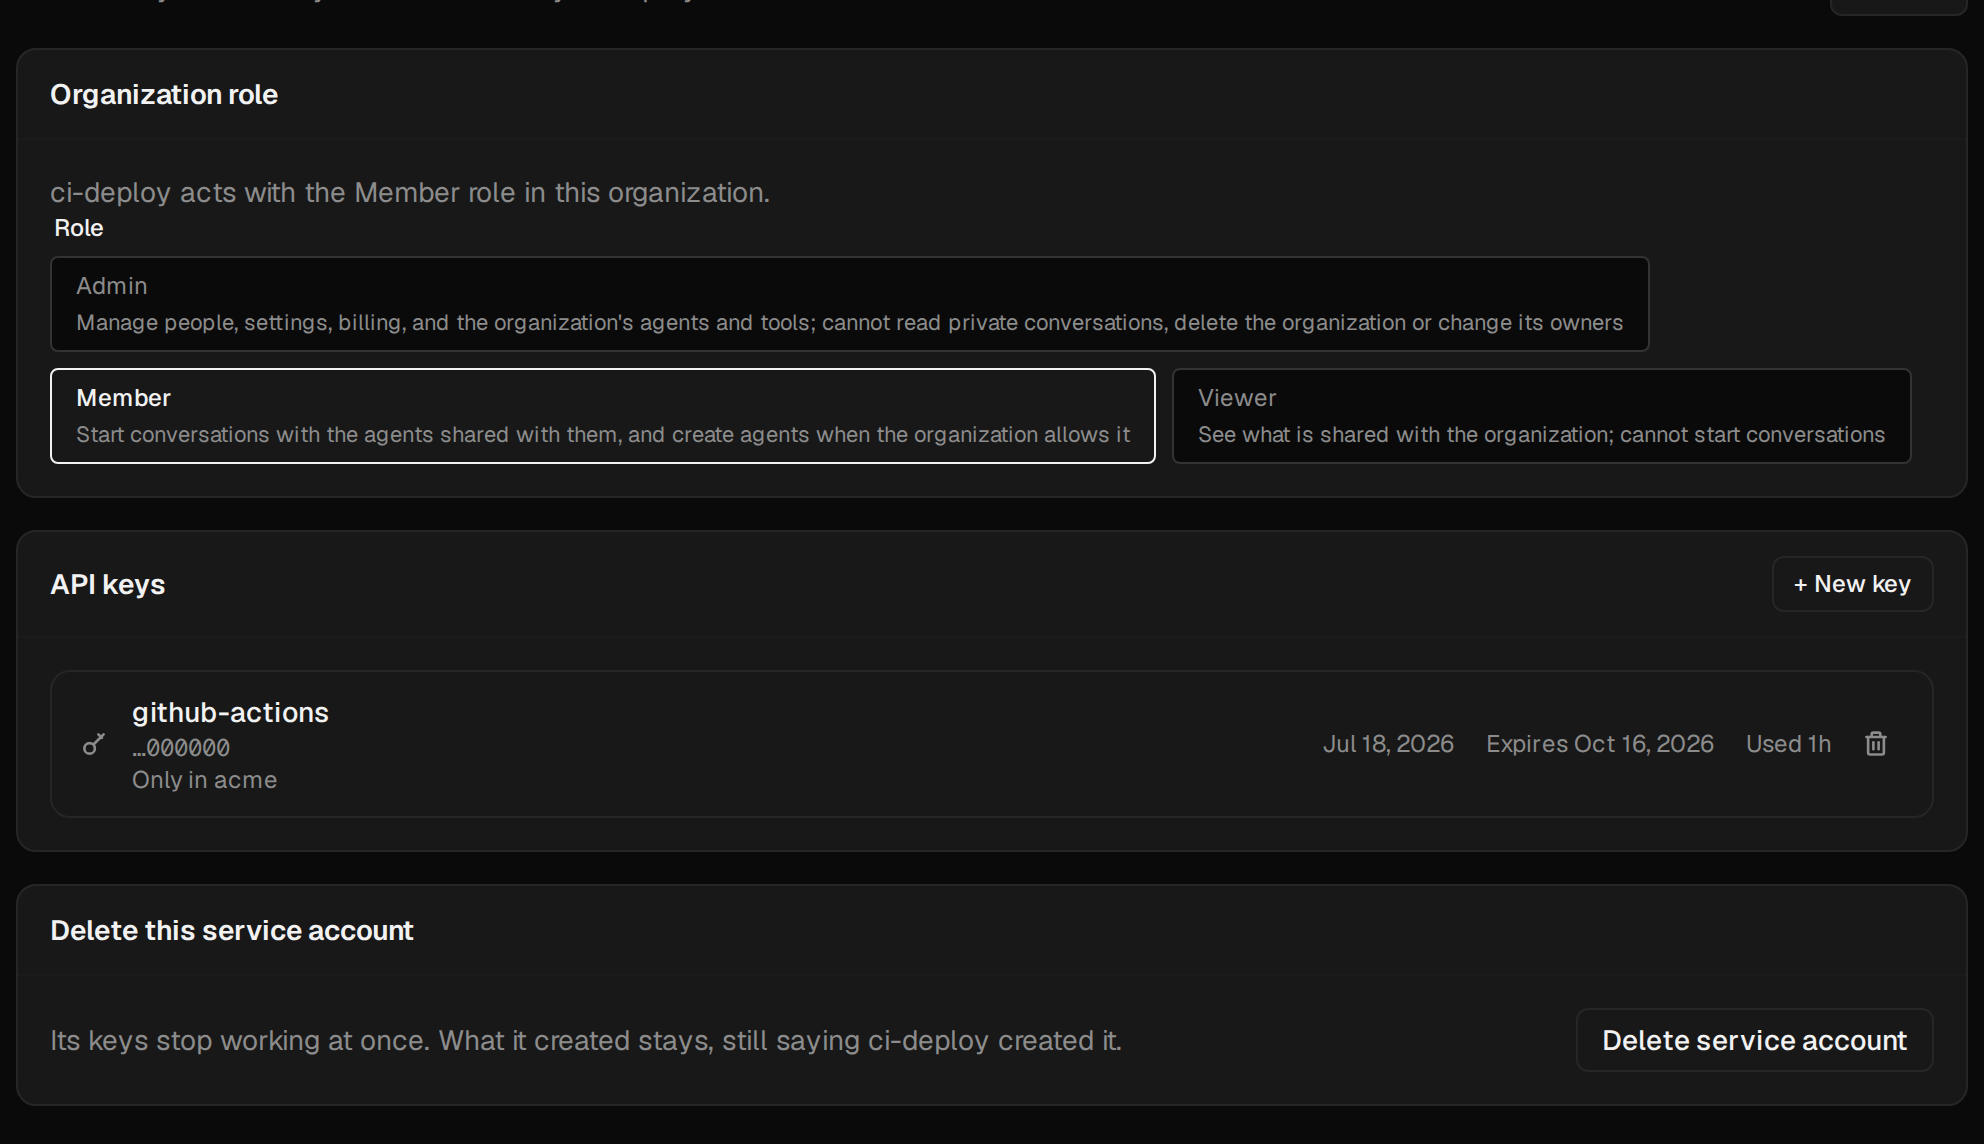 Organization role
ci-deploy acts with the Member role in this organization.
Role
Admin
Manage people, settings, billing, and the organization's agents and tools; cannot read private conversations, delete the organization or change its owners
Member
Start conversations with the agents shared with them, and create agents when the organization allows it
Viewer
See what is shared with the organization; cannot start conversations
API keys
+ New key
github-actions
…000000
Only in acme
Jul 18, 2026
Expires Oct 16, 2026
Used 1h
Delete this service account
Its keys stop working at once. What it created stays, still saying ci-deploy created it.
Delete service account